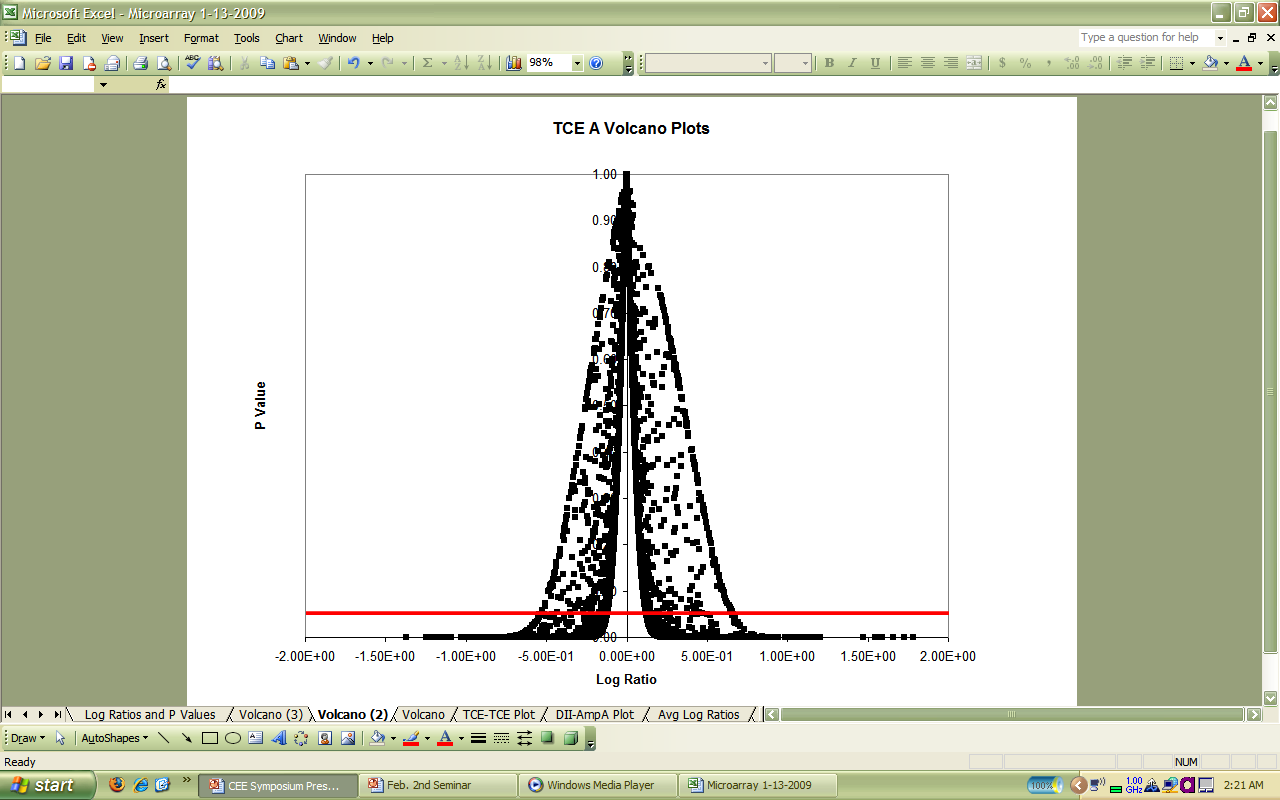 Microsoft Excel - Microarray 1-13-2009
File Edit View Insert Format Tools Chart Window Help Type a question for help
98%
fx
TCE A Volcano Plots
1.00
0.90
P Value
0.00
-2.00E+00 -1.50E+00 -1.00E+00 -5.00E-01 0.00E+00 5.00E-01 1.00E+00 1.50E+00 2.00E+00
Log Ratio
Log Ratios and P Values Volcano (3) Volcano (2) Volcano TCE-TCE Plot DII-AmpA Plot Avg Log Ratios
Draw AutoShapes
Ready NUM
start CEE Symposium Pres... Feb. 2nd Seminar Windows Media Player Microarray 1-13-2009 100% 1.00 GHz 2:21 AM